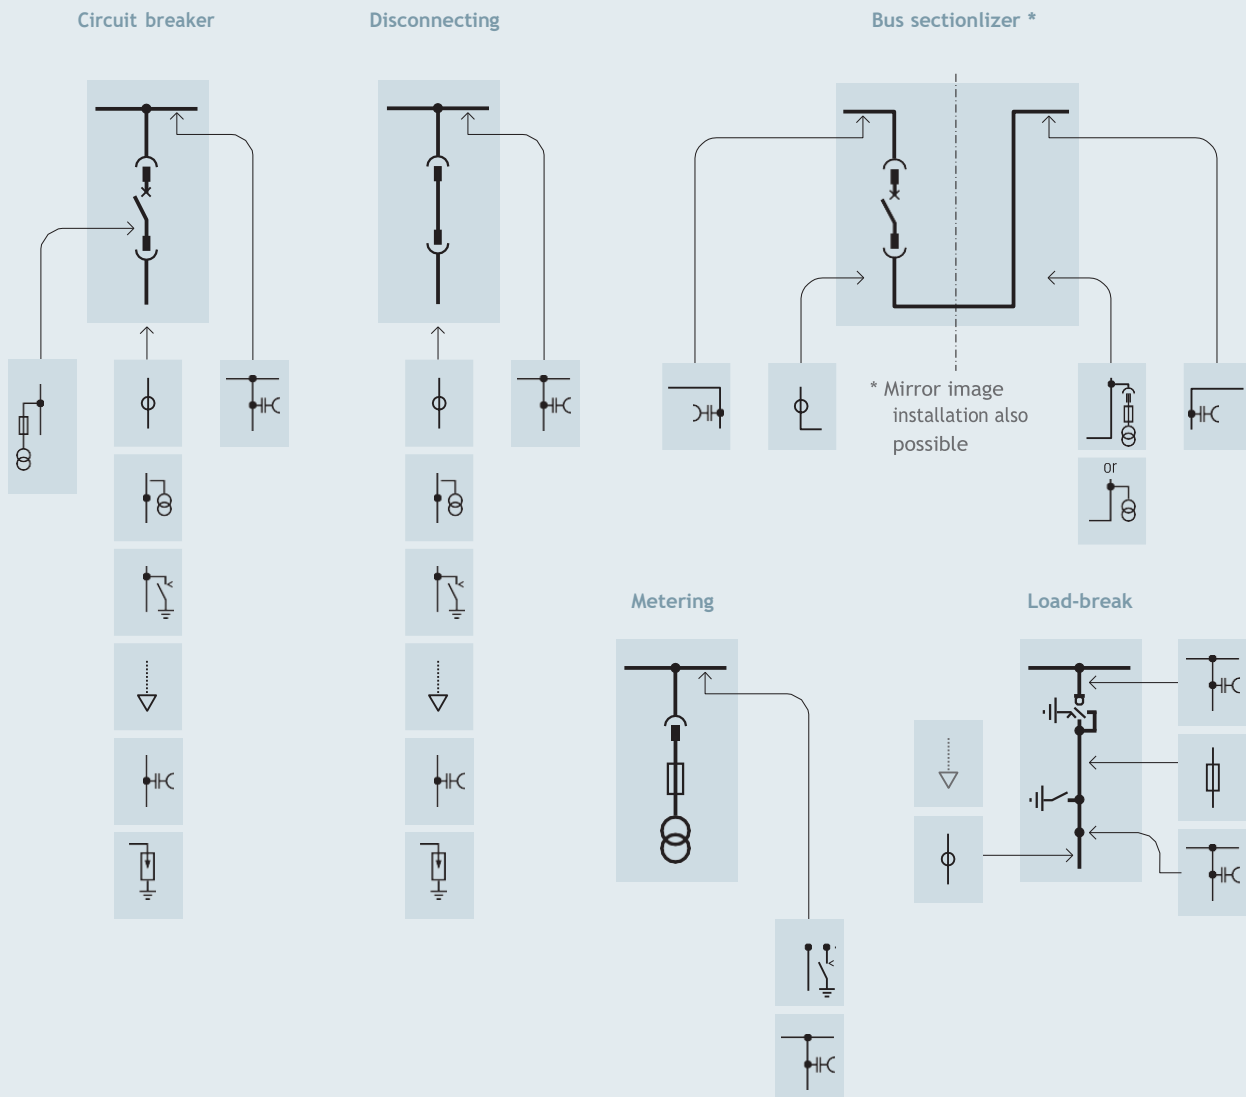 Circuit breaker
Disconnecting
Bus sectionlizer *
* Mirror image
installation also
possible
or
Metering
Load-break